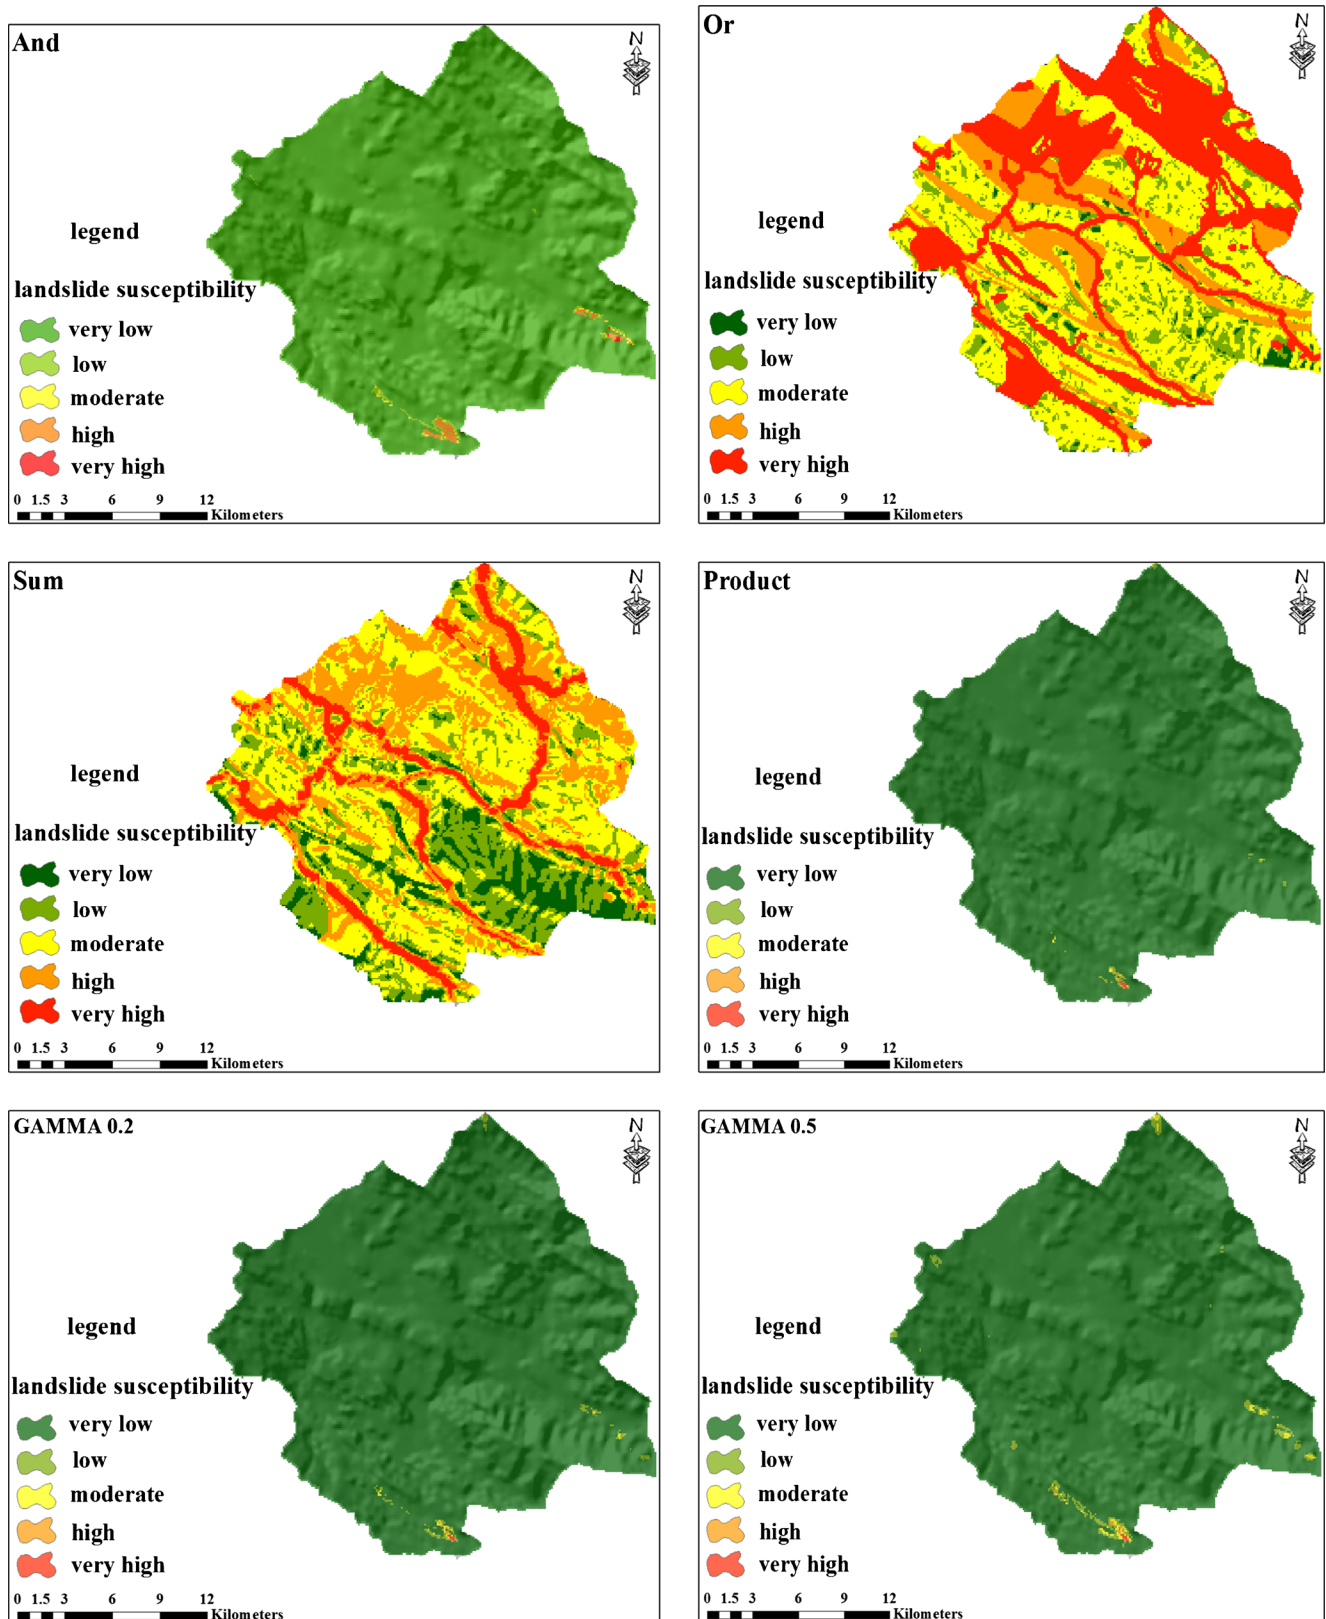 And
N
legend
landslide susceptibility
very low
low
moderate
high
very high
0 1.5 3 6 9 12
Kilometers
Or
N
legend
landslide susceptibility
very low
low
moderate
high
very high
0 1.5 3 6 9 12
Kilometers
Sum
N
legend
landslide susceptibility
very low
low
moderate
high
very high
0 1.5 3 6 9 12
Kilometers
Product
N
legend
landslide susceptibility
very low
low
moderate
high
very high
0 1.5 3 6 9 12
Kilometers
GAMMA 0.2
N
legend
landslide susceptibility
very low
low
moderate
high
very high
0 1.5 3 6 9 12
Kilometers
GAMMA 0.5
N
legend
landslide susceptibility
very low
low
moderate
high
very high
0 1.5 3 6 9 12
Kilometers